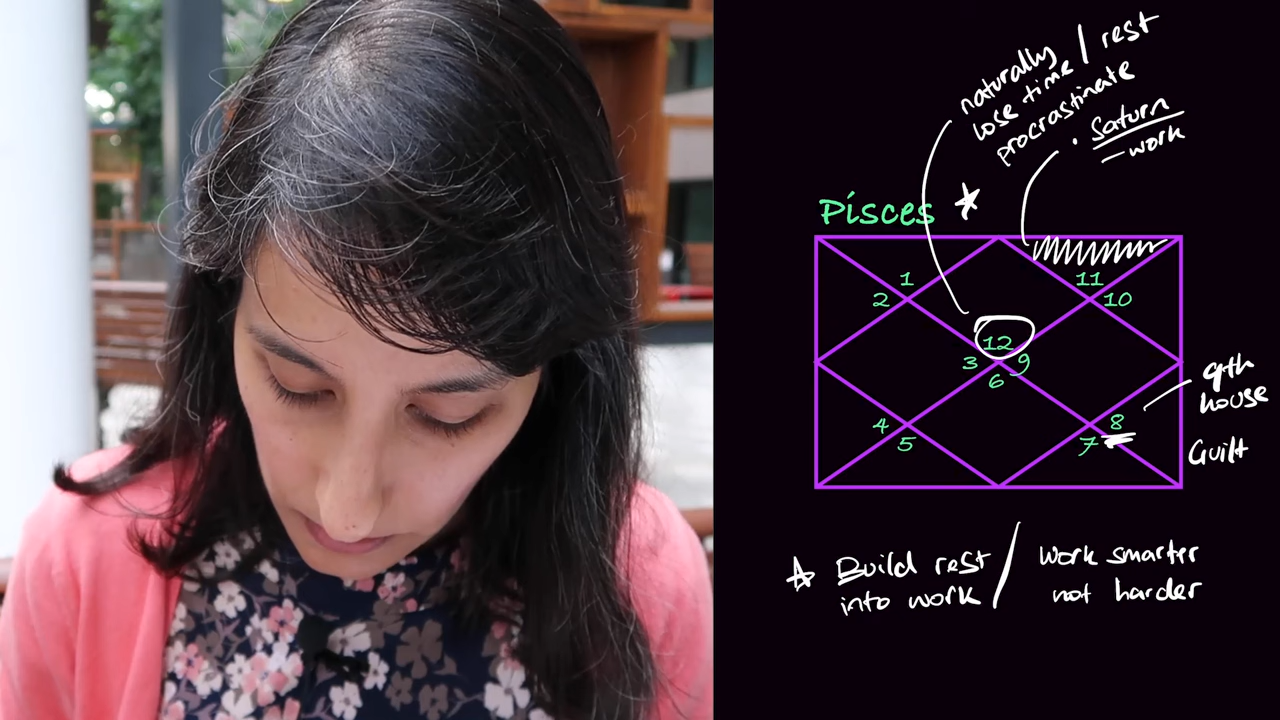 naturally / rest
lose time
procrastinate
• Saturn
– work
Pisces
1
2
11
10
12
3
9
6
4
5
8
7
9th
house
Guilt
Build rest / work smarter
into work / not harder